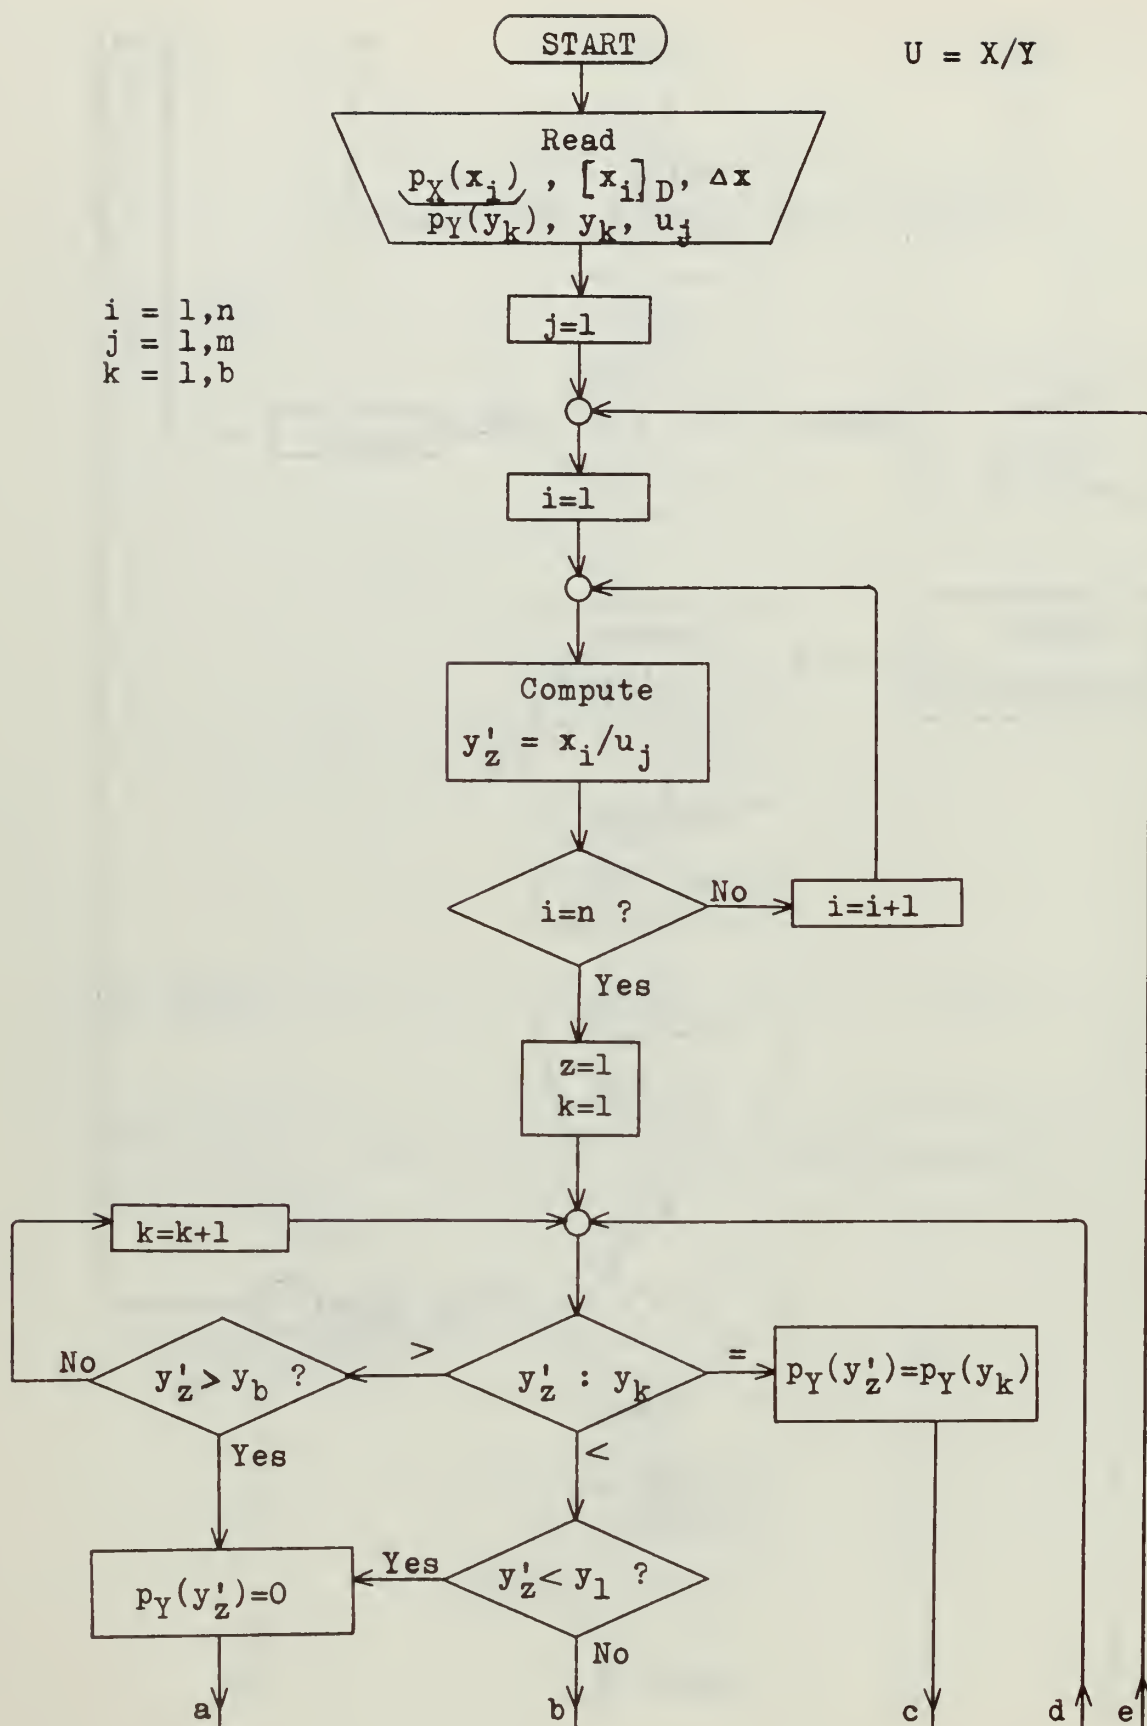 START
U = X/Y
Read
p_X(x_i) , [x_i]_D, Δx
p_Y(y_k), y_k, u_j
i = 1,n
j = 1,m
k = 1,b
j=1
i=1
Compute
y'_z = x_i/u_j
i=n ?
No
i=i+1
Yes
z=1
k=1
k=k+1
No
y'_z > y_b ?
>
y'_z : y_k
=
p_Y(y'_z)=p_Y(y_k)
Yes
<
p_Y(y'_z)=0
Yes
y'_z < y_1 ?
No
a
b
c
d
e